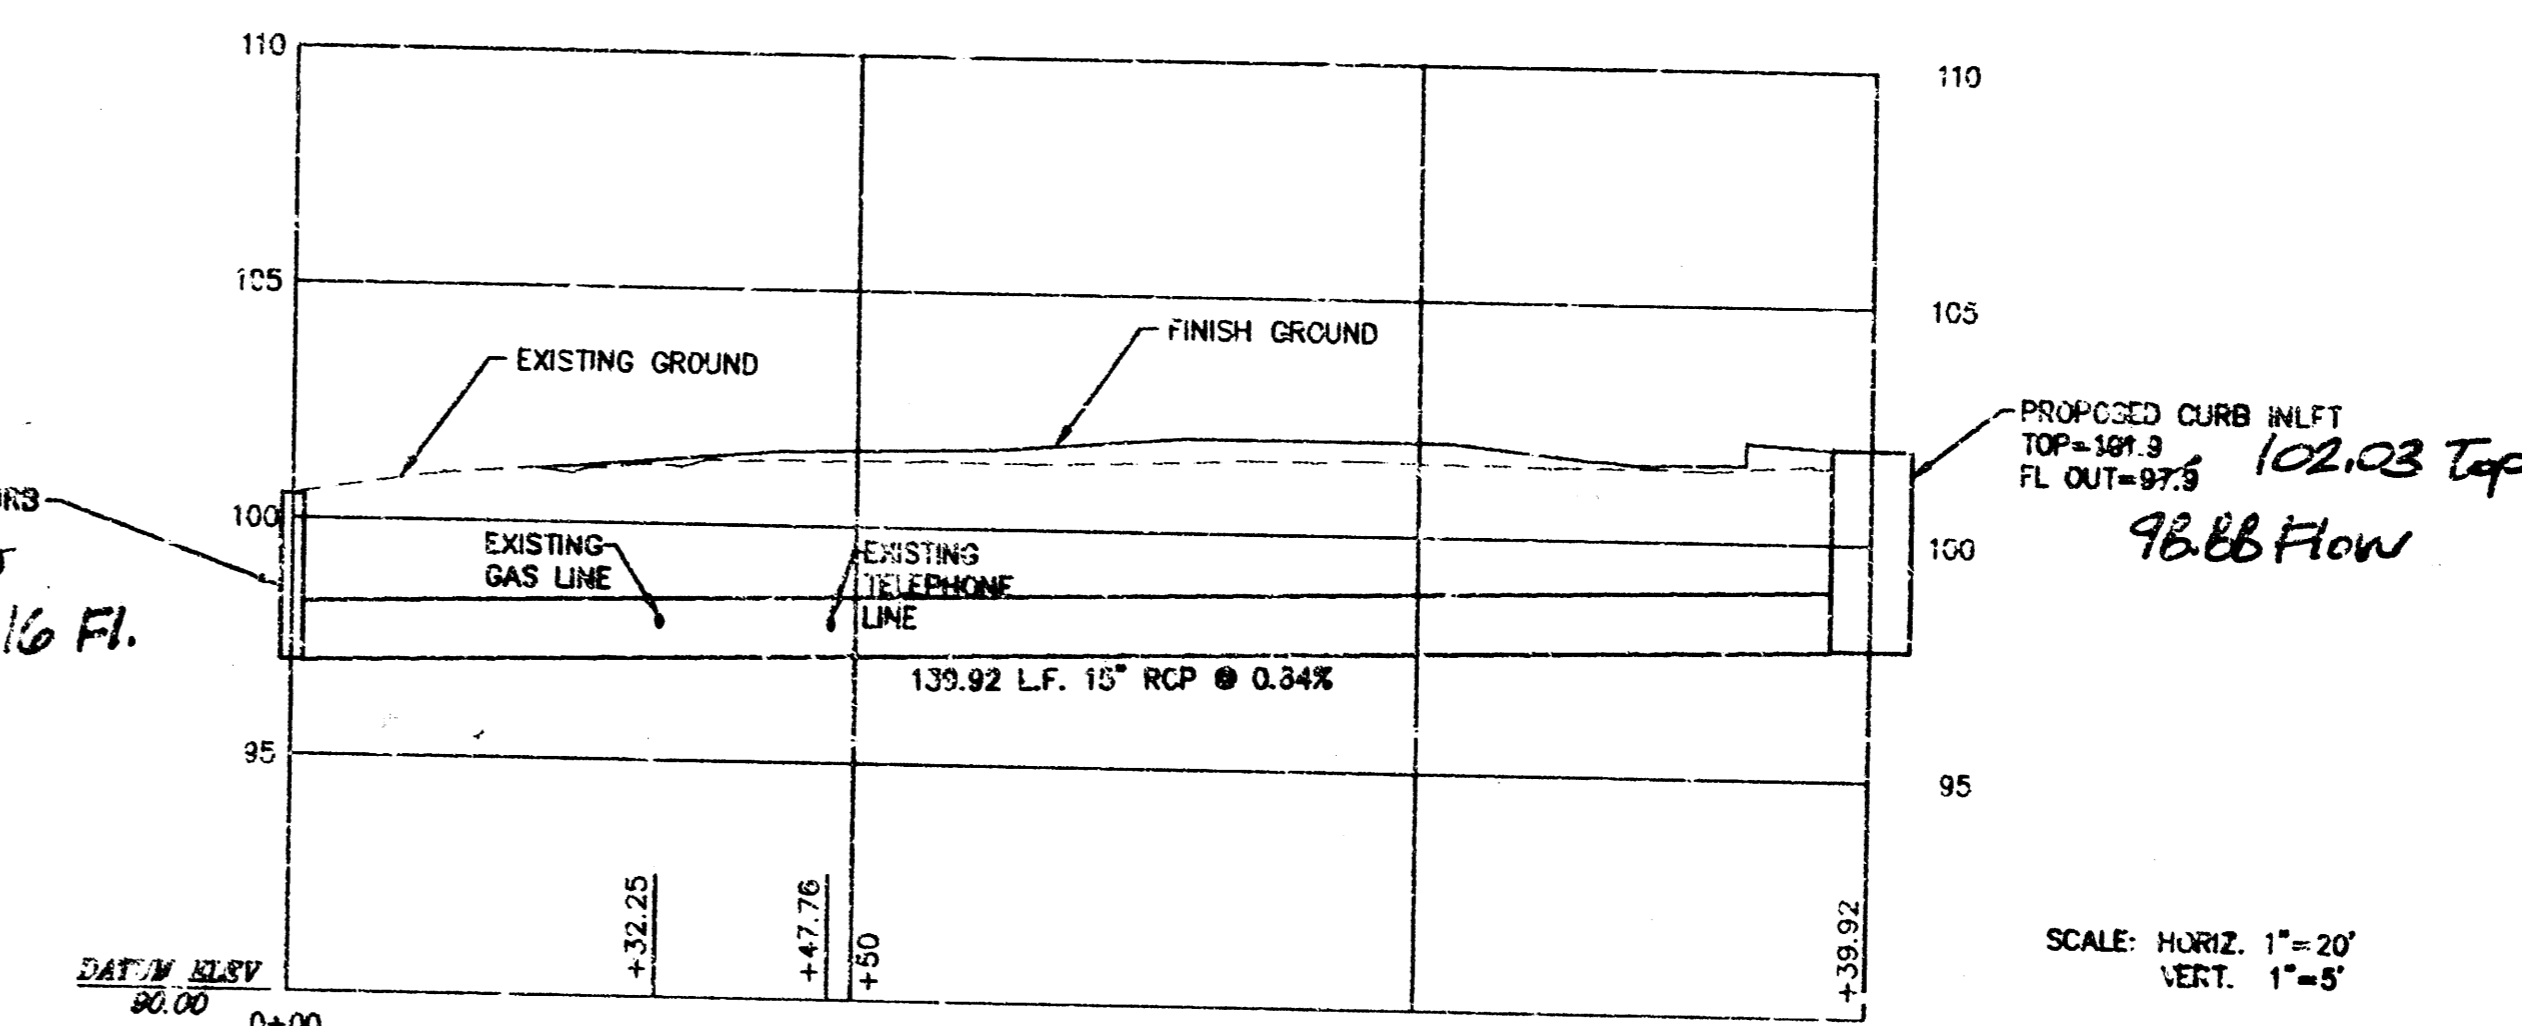 110
110
105
105
EXISTING GROUND
FINISH GROUND
PROPOSED CURB INLET
TOP=101.9
FL OUT=97.9
102.03 Top
98.88 Flow
100
100
EXISTING
GAS LINE
EXISTING
TELEPHONE
LINE
16 Fl.
139.92 L.F. 15" RCP @ 0.34%
95
95
+32.25
+47.76
+50
+39.92
DATUM ELEV
90.00
0+00
SCALE: HORIZ. 1"=20'
VERT. 1"=5'